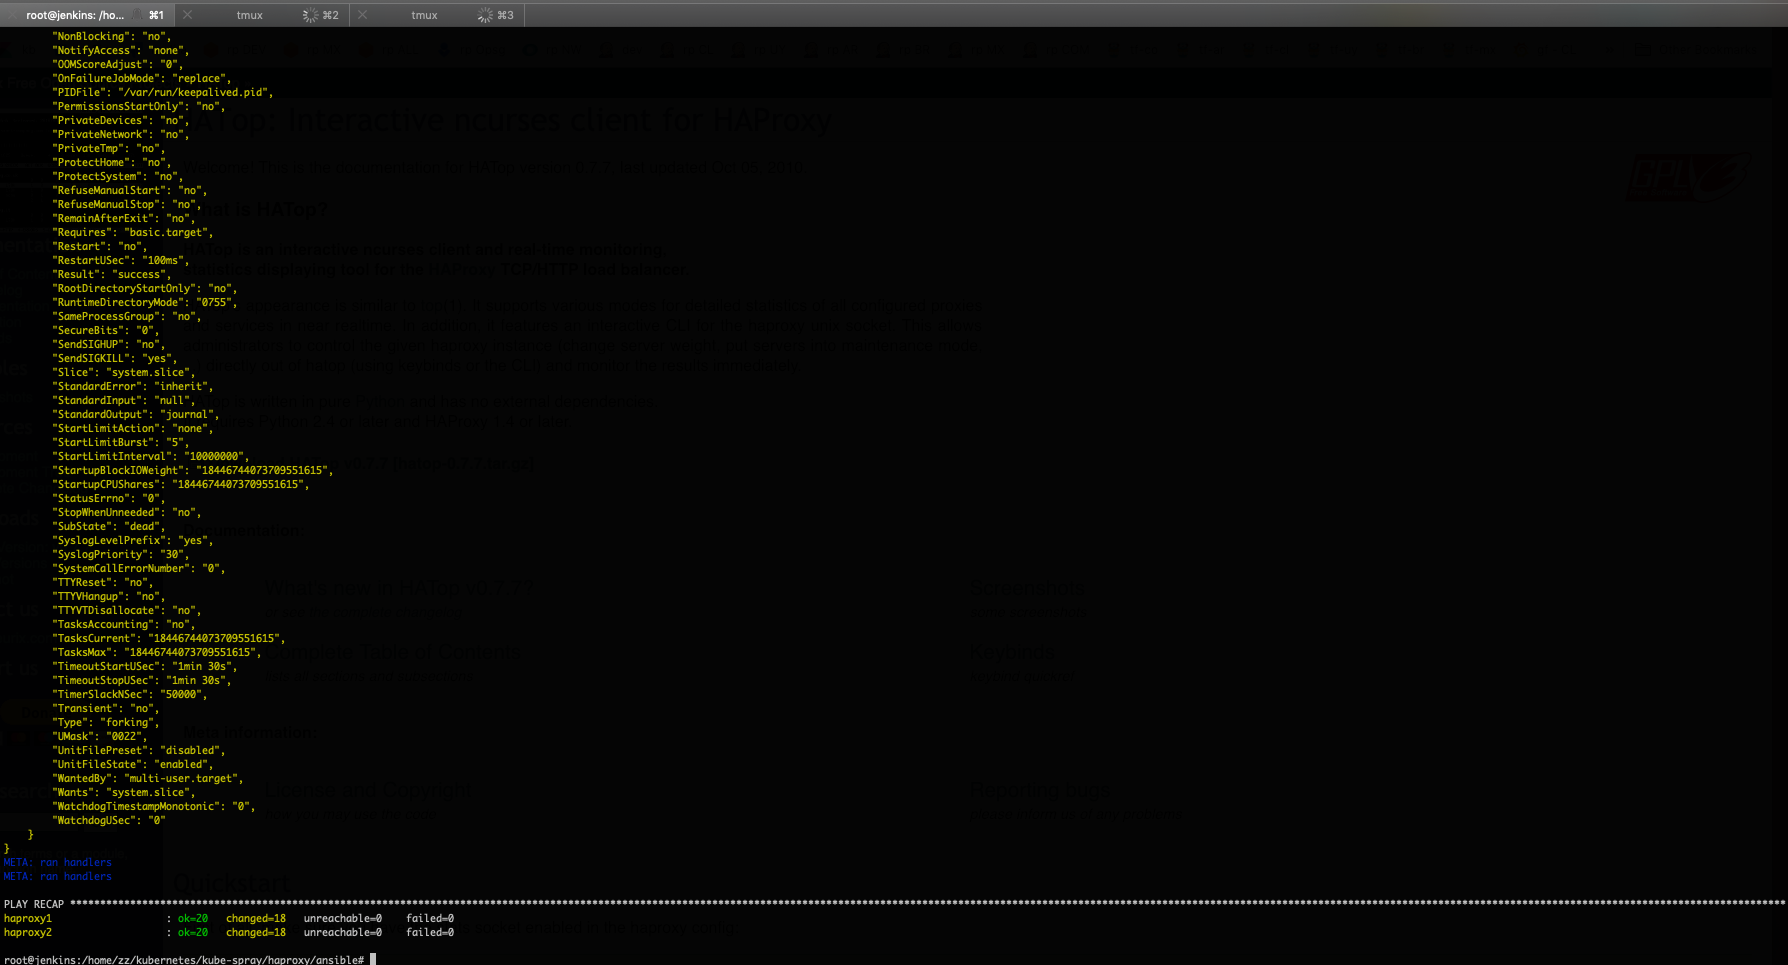 root@jenkins: /ho... ⌘1
tmux ⌘2
tmux ⌘3
"NonBlocking": "no",
"NotifyAccess": "none",
"OOMScoreAdjust": "0",
"OnFailureJobMode": "replace",
"PIDFile": "/var/run/keepalived.pid",
"PermissionsStartOnly": "no",
"PrivateDevices": "no",
"PrivateNetwork": "no",
"PrivateTmp": "no",
"ProtectHome": "no",
"ProtectSystem": "no",
"RefuseManualStart": "no",
"RefuseManualStop": "no",
"RemainAfterExit": "no",
"Requires": "basic.target",
"Restart": "no",
"RestartUSec": "100ms",
"Result": "success",
"RootDirectoryStartOnly": "no",
"RuntimeDirectoryMode": "0755",
"SameProcessGroup": "no",
"SecureBits": "0",
"SendSIGHUP": "no",
"SendSIGKILL": "yes",
"Slice": "system.slice",
"StandardError": "inherit",
"StandardInput": "null",
"StandardOutput": "journal",
"StartLimitAction": "none",
"StartLimitBurst": "5",
"StartLimitInterval": "10000000",
"StartupBlockIOWeight": "18446744073709551615",
"StartupCPUShares": "18446744073709551615",
"StatusErrno": "0",
"StopWhenUnneeded": "no",
"SubState": "dead",
"SyslogLevelPrefix": "yes",
"SyslogPriority": "30",
"SystemCallErrorNumber": "0",
"TTYReset": "no",
"TTYVHangup": "no",
"TTYVTDisallocate": "no",
"TasksAccounting": "no",
"TasksCurrent": "18446744073709551615",
"TasksMax": "18446744073709551615",
"TimeoutStartUSec": "1min 30s",
"TimeoutStopUSec": "1min 30s",
"TimerSlackNSec": "50000",
"Transient": "no",
"Type": "forking",
"UMask": "0022",
"UnitFilePreset": "disabled",
"UnitFileState": "enabled",
"WantedBy": "multi-user.target",
"Wants": "system.slice",
"WatchdogTimestampMonotonic": "0",
"WatchdogUSec": "0"
}
}
META: ran handlers
META: ran handlers
PLAY RECAP
haproxy1 : ok=20 changed=18 unreachable=0 failed=0
haproxy2 : ok=20 changed=18 unreachable=0 failed=0
root@jenkins:/home/zz/kubernetes/kube-spray/haproxy/ansible#